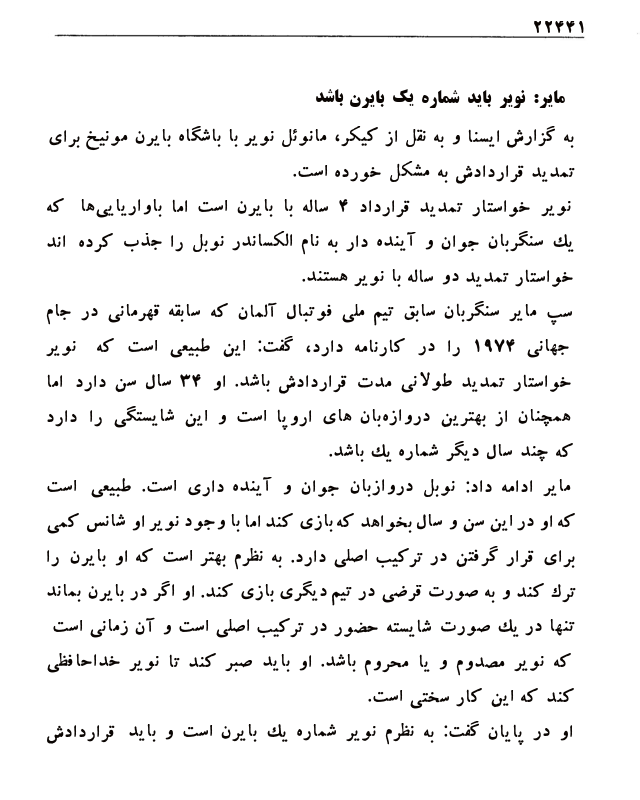 ۲۲۴۴۱
مایر: نویر باید شماره یک بایرن باشد
به گزارش ایسنا و به نقل از کیکر، مانوئل نویر با باشگاه بایرن مونیخ برای
تمدید قراردادش به مشکل خورده است.
نویر خواستار تمدید قرارداد ۴ ساله با بایرن است اما باواریایی‌ها که
یك سنگربان جوان و آینده دار به نام الکساندر نوبل را جذب کرده اند
خواستار تمدید دو ساله با نویر هستند.
سپ مایر سنگربان سابق تیم ملی فوتبال آلمان که سابقه قهرمانی در جام
جهانی ۱۹۷۴ را در کارنامه دارد، گفت: این طبیعی است که نویر
خواستار تمدید طولانی مدت قراردادش باشد. او ۳۴ سال سن دارد اما
همچنان از بهترین دروازه‌بان های اروپا است و این شایستگی را دارد
که چند سال دیگر شماره یك باشد.
مایر ادامه داد: نوبل دروازبان جوان و آینده داری است. طبیعی است
که او در این سن و سال بخواهد که بازی کند اما با وجود نویر او شانس کمی
برای قرار گرفتن در ترکیب اصلی دارد. به نظرم بهتر است که او بایرن را
ترك کند و به صورت قرضی در تیم دیگری بازی کند. او اگر در بایرن بماند
تنها در یك صورت شایسته حضور در ترکیب اصلی است و آن زمانی است
که نویر مصدوم و یا محروم باشد. او باید صبر کند تا نویر خداحافظی
کند که این کار سختی است.
او در پایان گفت: به نظرم نویر شماره یك بایرن است و باید قراردادش